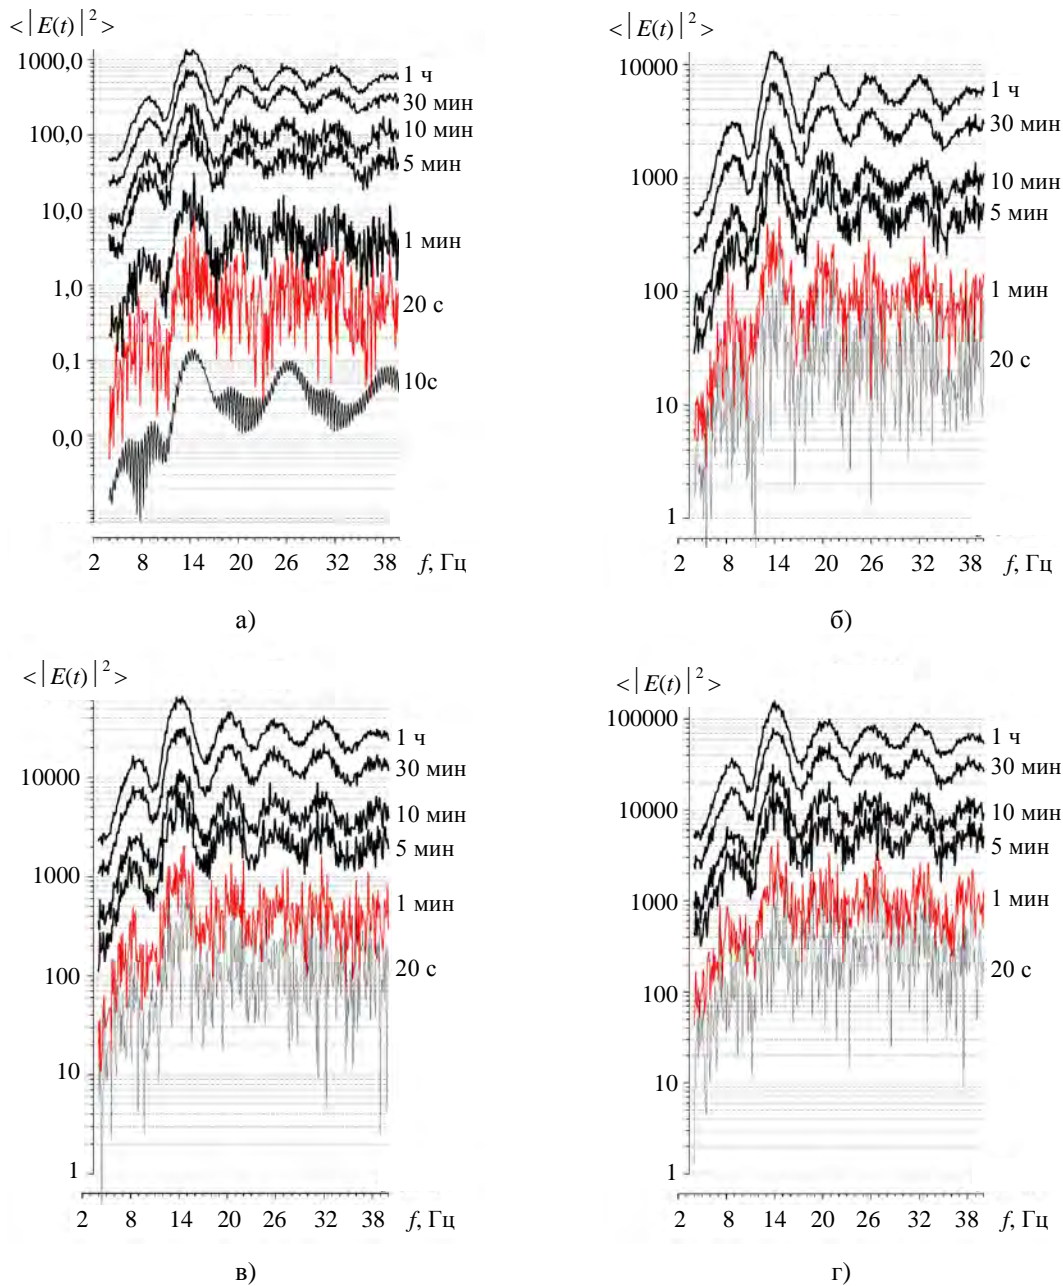 < | E(t) | 2 >
1000,0
100,0
10,0
1,0
0,1
0,0
1 ч
30 мин
10 мин
5 мин
1 мин
20 с
10с
2 8 14 20 26 32 38 f, Гц
а)
< | E(t) | 2 >
10000
1000
100
10
1
1 ч
30 мин
10 мин
5 мин
1 мин
20 с
2 8 14 20 26 32 38 f, Гц
б)
< | E(t) | 2 >
10000
1000
100
10
1
1 ч
30 мин
10 мин
5 мин
1 мин
20 с
2 8 14 20 26 32 38 f, Гц
в)
< | E(t) | 2 >
100000
10000
1000
100
10
1
1 ч
30 мин
10 мин
5 мин
1 мин
20 с
2 8 14 20 26 32 38 f, Гц
г)